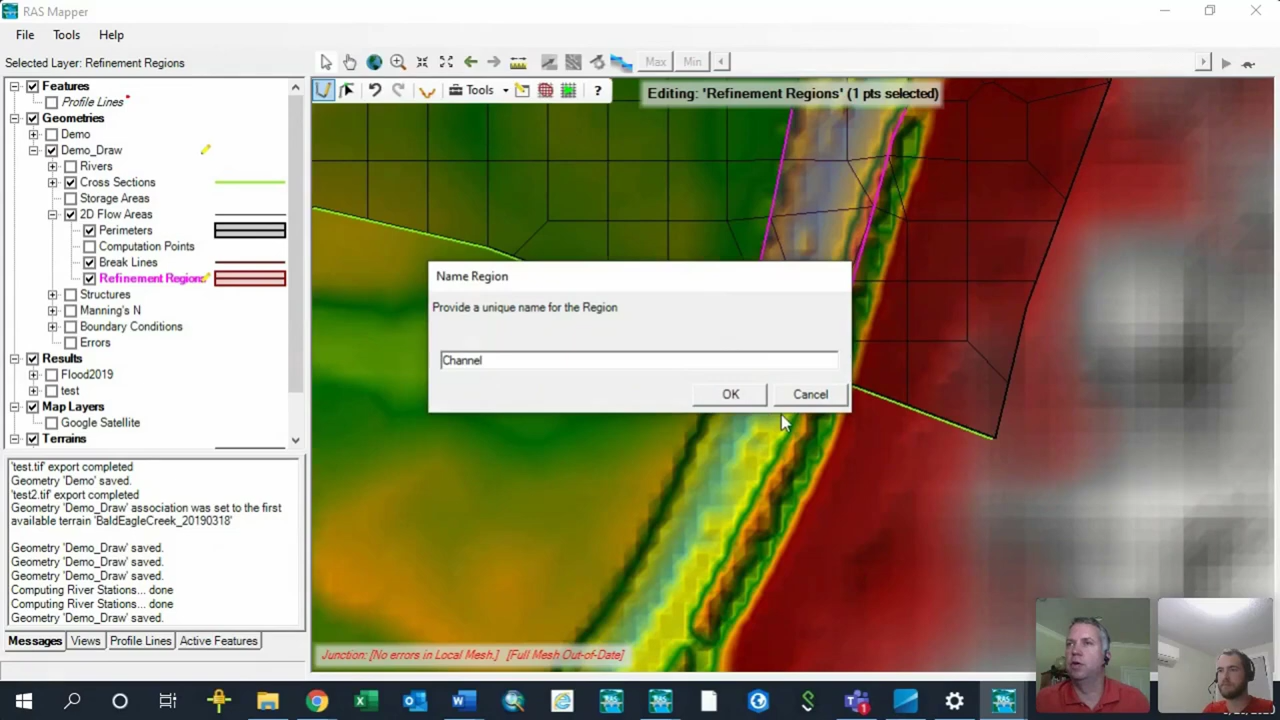 RAS Mapper
File Tools Help
Selected Layer: Refinement Regions
Max Min
Features
Profile Lines
Geometries
Demo
Demo_Draw
Rivers
Cross Sections
Storage Areas
2D Flow Areas
Perimeters
Computation Points
Break Lines
Refinement Regions
Structures
Manning's N
Boundary Conditions
Errors
Results
Flood2019
test
Map Layers
Google Satellite
Terrains
Tools ?
Editing: 'Refinement Regions' (1 pts selected)
Name Region
Provide a unique name for the Region
Channel
OK Cancel
'test.tif' export completed
Geometry 'Demo' saved.
'test2.tif' export completed
Geometry 'Demo_Draw' association was set to the first
available terrain 'BaldEagleCreek_20190318'
Geometry 'Demo_Draw' saved.
Geometry 'Demo_Draw' saved.
Geometry 'Demo_Draw' saved.
Computing River Stations... done
Computing River Stations... done
Geometry 'Demo_Draw' saved.
Messages Views Profile Lines Active Features
Junction: [No errors in Local Mesh.] [Full Mesh Out-of-Date]